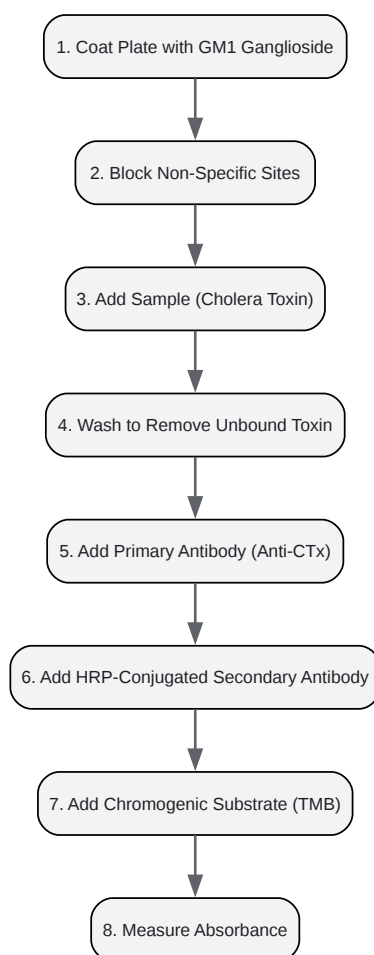 1. Coat Plate with GM1 Ganglioside
2. Block Non-Specific Sites
3. Add Sample (Cholera Toxin)
4. Wash to Remove Unbound Toxin
5. Add Primary Antibody (Anti-CTx)
6. Add HRP-Conjugated Secondary Antibody
7. Add Chromogenic Substrate (TMB)
8. Measure Absorbance